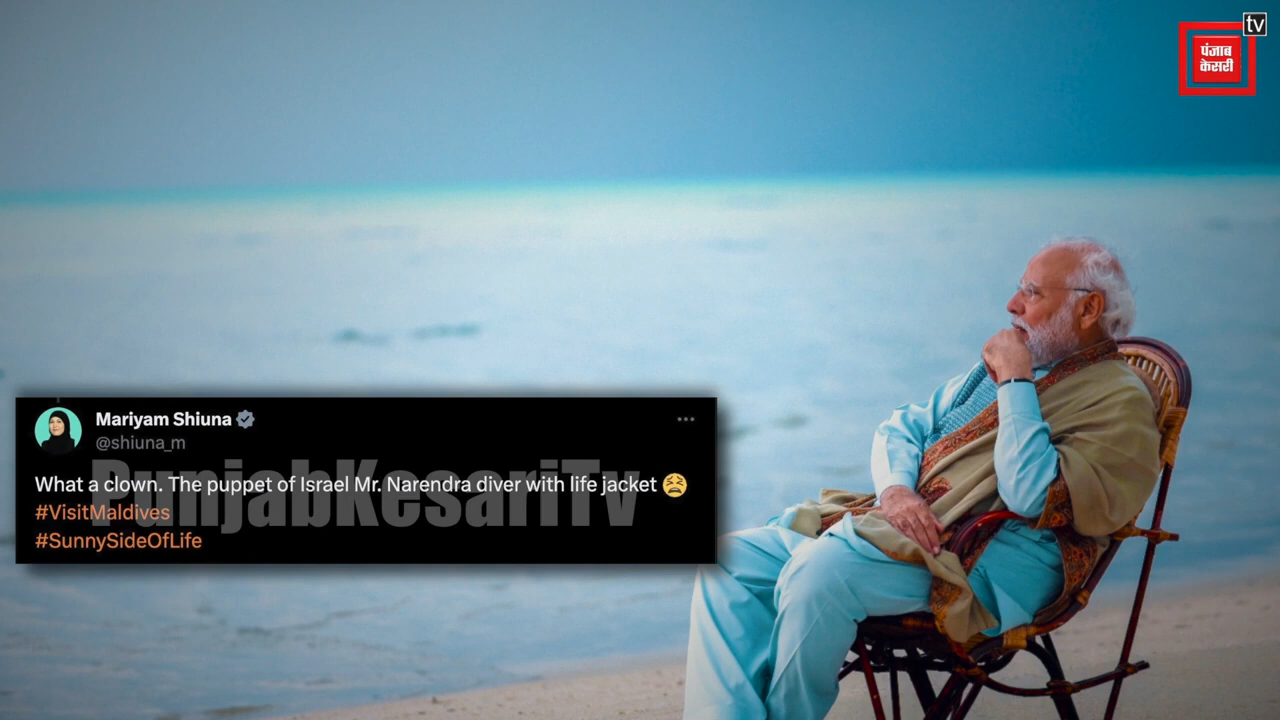 tv
पंजाब
केसरी
Mariyam Shiuna
@shiuna_m
What a clown. The puppet of Israel Mr. Narendra diver with life jacket 😫
#VisitMaldives
#SunnySideOfLife
PunjabKesariTv